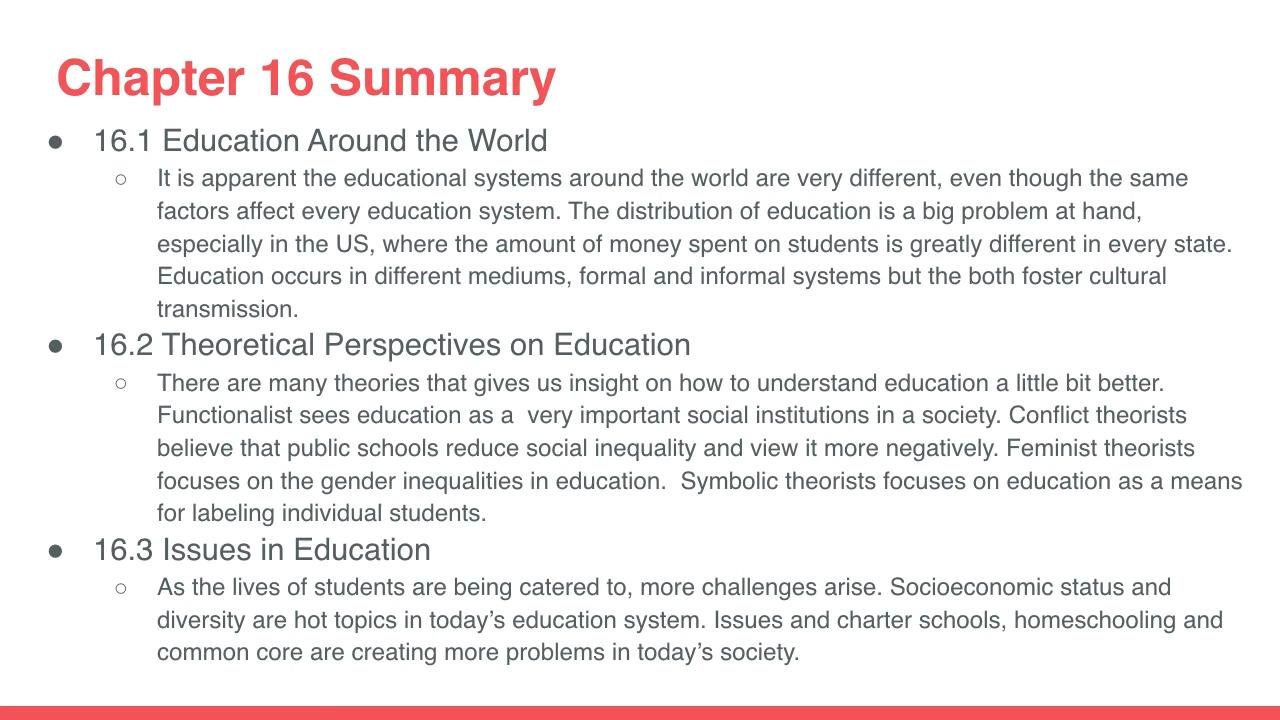 Chapter 16 Summary
● 16.1 Education Around the World
○ It is apparent the educational systems around the world are very different, even though the same
factors affect every education system. The distribution of education is a big problem at hand,
especially in the US, where the amount of money spent on students is greatly different in every state.
Education occurs in different mediums, formal and informal systems but the both foster cultural
transmission.
● 16.2 Theoretical Perspectives on Education
○ There are many theories that gives us insight on how to understand education a little bit better.
Functionalist sees education as a  very important social institutions in a society. Conflict theorists
believe that public schools reduce social inequality and view it more negatively. Feminist theorists
focuses on the gender inequalities in education.  Symbolic theorists focuses on education as a means
for labeling individual students.
● 16.3 Issues in Education
○ As the lives of students are being catered to, more challenges arise. Socioeconomic status and
diversity are hot topics in today’s education system. Issues and charter schools, homeschooling and
common core are creating more problems in today’s society.